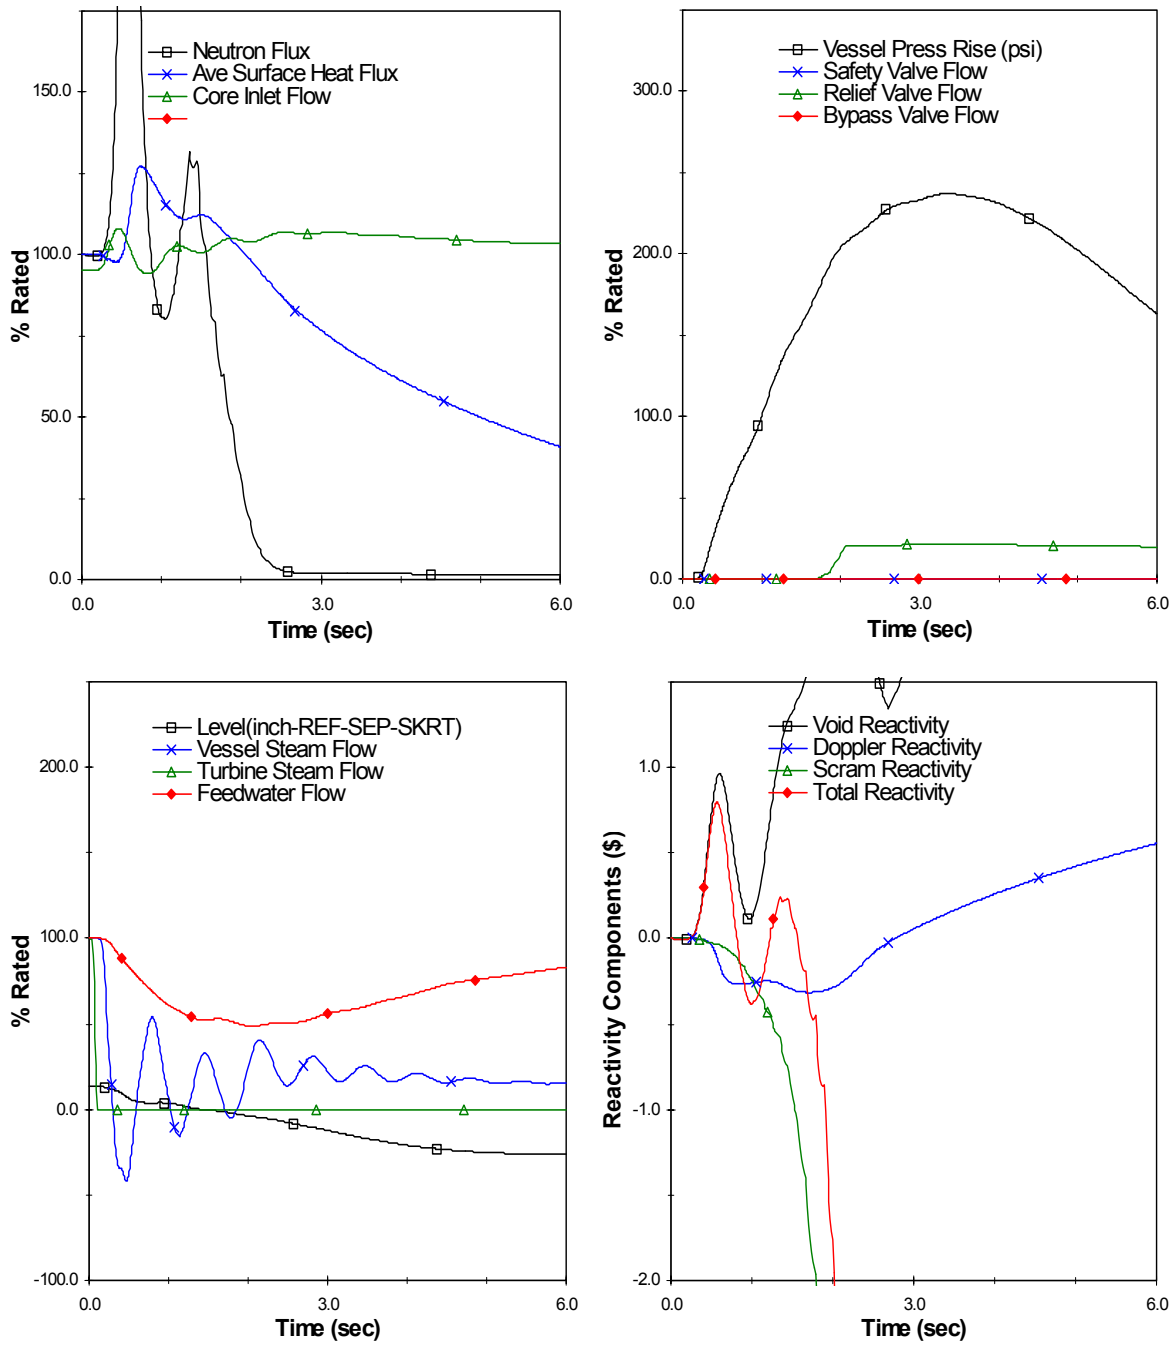 Neutron Flux
Ave Surface Heat Flux
Core Inlet Flow
150.0
100.0
50.0
0.0
% Rated
0.0 3.0 6.0
Time (sec)
Vessel Press Rise (psi)
Safety Valve Flow
Relief Valve Flow
Bypass Valve Flow
300.0
200.0
100.0
0.0
% Rated
0.0 3.0 6.0
Time (sec)
Level(inch-REF-SEP-SKRT)
Vessel Steam Flow
Turbine Steam Flow
Feedwater Flow
200.0
100.0
0.0
-100.0
% Rated
0.0 3.0 6.0
Time (sec)
Void Reactivity
Doppler Reactivity
Scram Reactivity
Total Reactivity
1.0
0.0
-1.0
-2.0
Reactivity Components ($)
0.0 3.0 6.0
Time (sec)